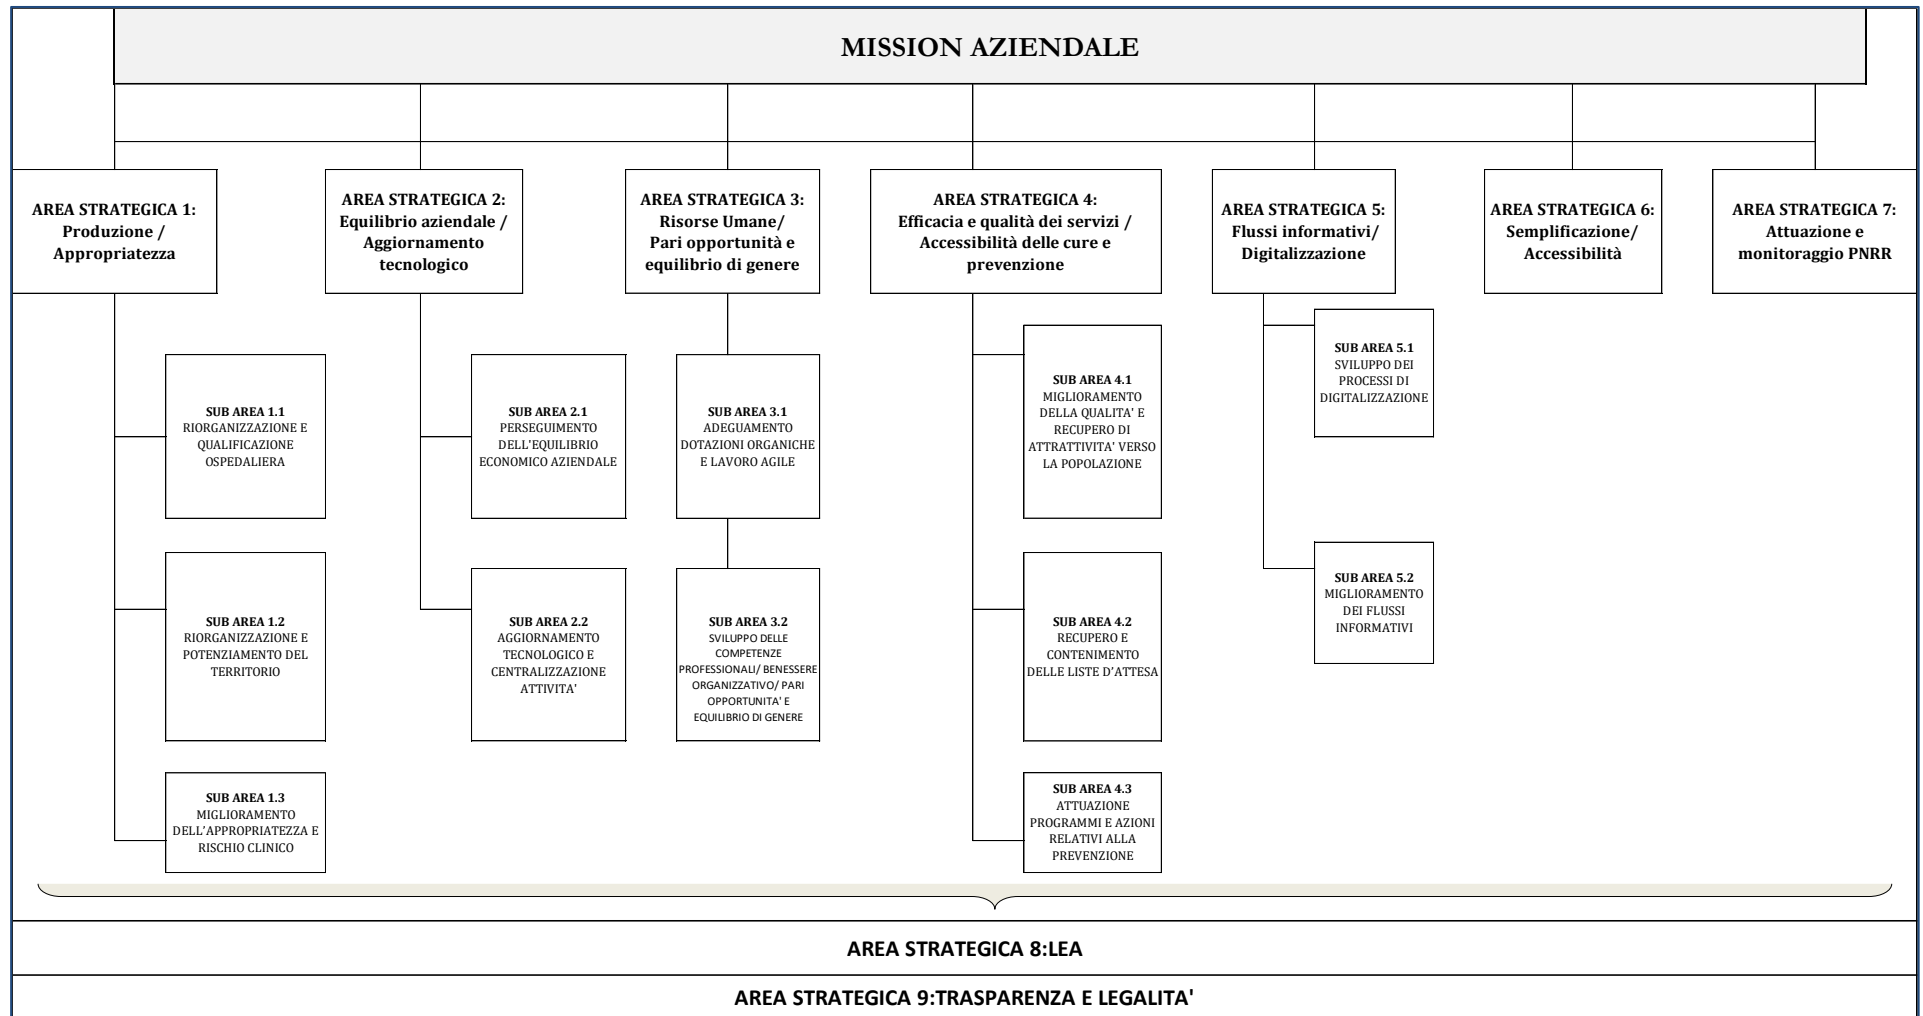 MISSION AZIENDALE
AREA STRATEGICA 1:
Produzione /
Appropriatezza
AREA STRATEGICA 2:
Equilibrio aziendale /
Aggiornamento
tecnologico
AREA STRATEGICA 3:
Risorse Umane/
Pari opportunità e
equilibrio di genere
AREA STRATEGICA 4:
Efficacia e qualità dei servizi /
Accessibilità delle cure e
prevenzione
AREA STRATEGICA 5:
Flussi informativi/
Digitalizzazione
AREA STRATEGICA 6:
Semplificazione/
Accessibilità
AREA STRATEGICA 7:
Attuazione e
monitoraggio PNRR
SUB AREA 1.1
RIORGANIZZAZIONE E
QUALIFICAZIONE
OSPEDALIERA
SUB AREA 2.1
PERSEGUIMENTO
DELL'EQUILIBRIO
ECONOMICO AZIENDALE
SUB AREA 3.1
ADEGUAMENTO
DOTAZIONI ORGANICHE
E LAVORO AGILE
SUB AREA 4.1
MIGLIORAMENTO
DELLA QUALITA' E
RECUPERO DI
ATTRATTIVITA' VERSO
LA POPOLAZIONE
SUB AREA 5.1
SVILUPPO DEI
PROCESSI DI
DIGITALIZZAZIONE
SUB AREA 1.2
RIORGANIZZAZIONE E
POTENZIAMENTO DEL
TERRITORIO
SUB AREA 2.2
AGGIORNAMENTO
TECNOLOGICO E
CENTRALIZZAZIONE
ATTIVITA'
SUB AREA 3.2
SVILUPPO DELLE
COMPETENZE
PROFESSIONALI/ BENESSERE
ORGANIZZATIVO/ PARI
OPPORTUNITA' E
EQUILIBRIO DI GENERE
SUB AREA 4.2
RECUPERO E
CONTENIMENTO
DELLE LISTE D'ATTESA
SUB AREA 5.2
MIGLIORAMENTO
DEI FLUSSI
INFORMATIVI
SUB AREA 1.3
MIGLIORAMENTO
DELL'APPROPRIATEZZA E
RISCHIO CLINICO
SUB AREA 4.3
ATTUAZIONE
PROGRAMMI E AZIONI
RELATIVI ALLA
PREVENZIONE
AREA STRATEGICA 8:LEA
AREA STRATEGICA 9:TRASPARENZA E LEGALITA'